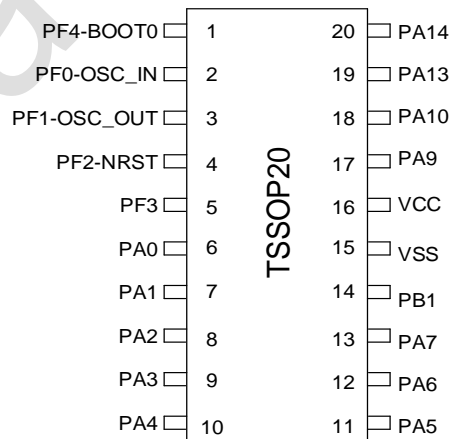 PF4-BOOT0 1 20 PA14
PF0-OSC_IN 2 19 PA13
PF1-OSC_OUT 3 18 PA10
PF2-NRST 4 17 PA9
PF3 5 16 VCC
PA0 6 15 VSS
PA1 7 14 PB1
PA2 8 13 PA7
PA3 9 12 PA6
PA4 10 11 PA5
TSSOP20